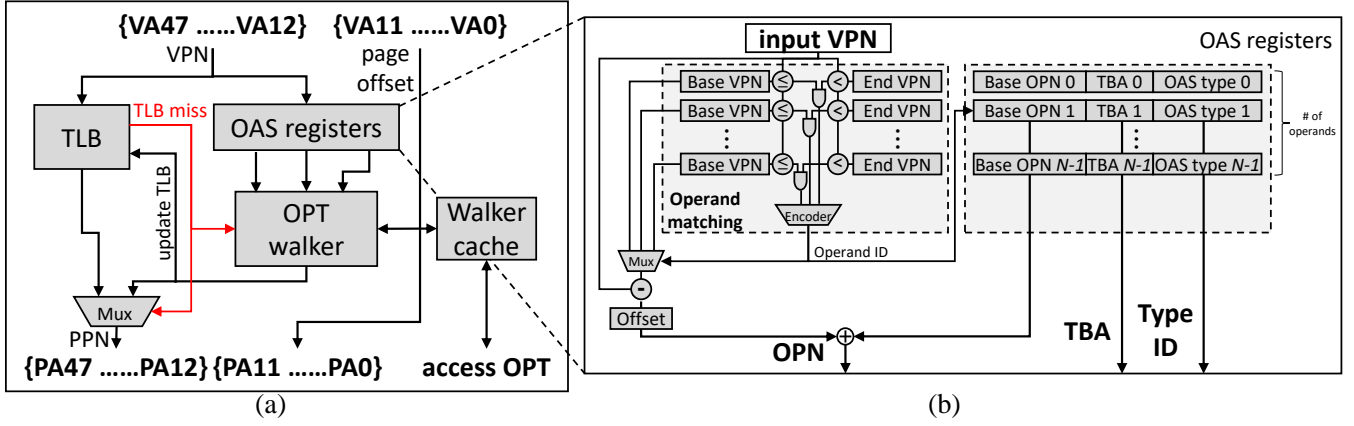 {VA47 ......VA12}
{VA11 ......VA0}
VPN
page
offset
TLB miss
TLB
OAS registers
update TLB
OPT
walker
Walker
cache
Mux
PPN
{PA47 ......PA12}
{PA11 ......PA0}
access OPT
(a)
input VPN
OAS registers
Base VPN
≤
<
End VPN
Base VPN
≤
<
End VPN
⋮
⋮
Base VPN
≤
<
End VPN
Operand
matching
Encoder
Operand ID
Base OPN 0
TBA 0
OAS type 0
Base OPN 1
TBA 1
OAS type 1
⋮
⋮
⋮
Base OPN N-1
TBA N-1
OAS type N-1
# of
operands
Mux
-
Offset
+
OPN
TBA
Type
ID
(b)